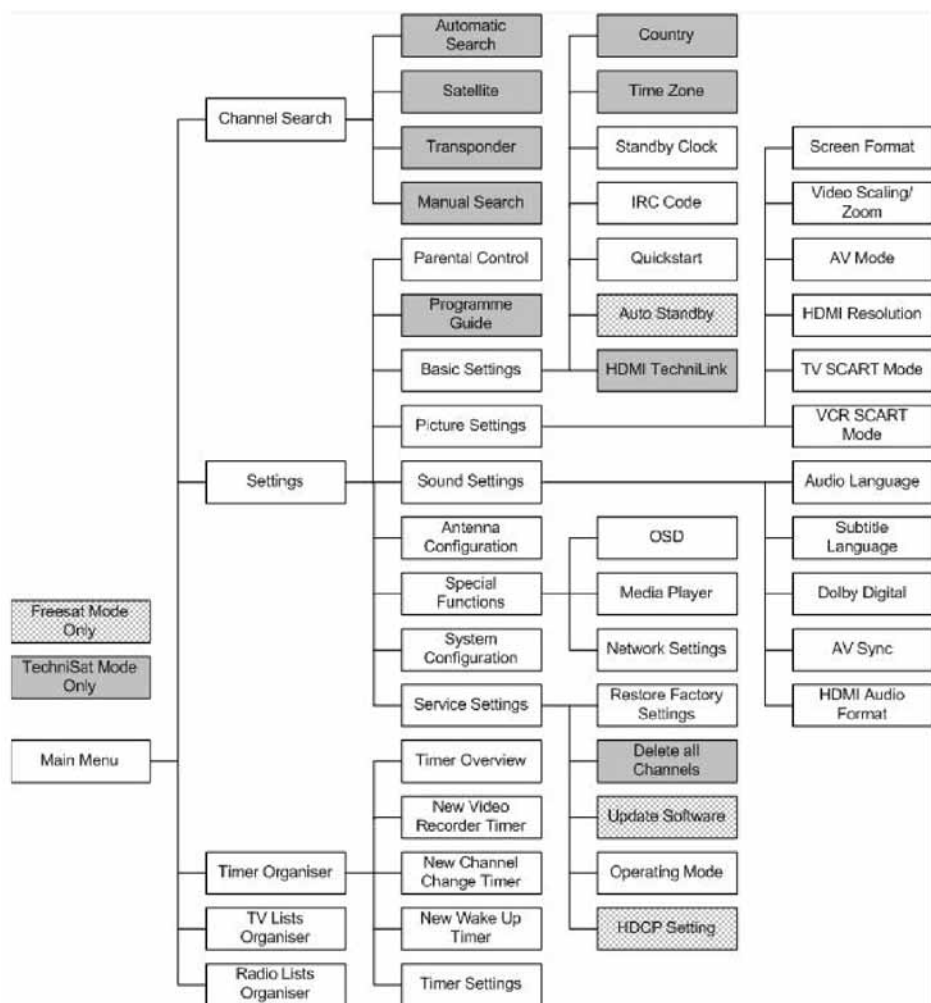 Automatic
Search
Satellite
Transponder
Manual Search
Channel Search
Country
Time Zone
Standby Clock
IRC Code
Quickstart
Auto Standby
HDMI TechniLink
Screen Format
Video Scaling/
Zoom
AV Mode
HDMI Resolution
TV SCART Mode
VCR SCART
Mode
Parental Control
Programme
Guide
Basic Settings
Picture Settings
Settings
Sound Settings
Antenna
Configuration
Special
Functions
System
Configuration
Service Settings
Audio Language
Subtitle
Language
Dolby Digital
AV Sync
HDMI Audio
Format
OSD
Media Player
Network Settings
Restore Factory
Settings
Delete all
Channels
Update Software
Operating Mode
HDCP Setting
Freesat Mode
Only
TechniSat Mode
Only
Main Menu
Timer Overview
New Video
Recorder Timer
Timer Organiser
New Channel
Change Timer
TV Lists
Organiser
New Wake Up
Timer
Radio Lists
Organiser
Timer Settings